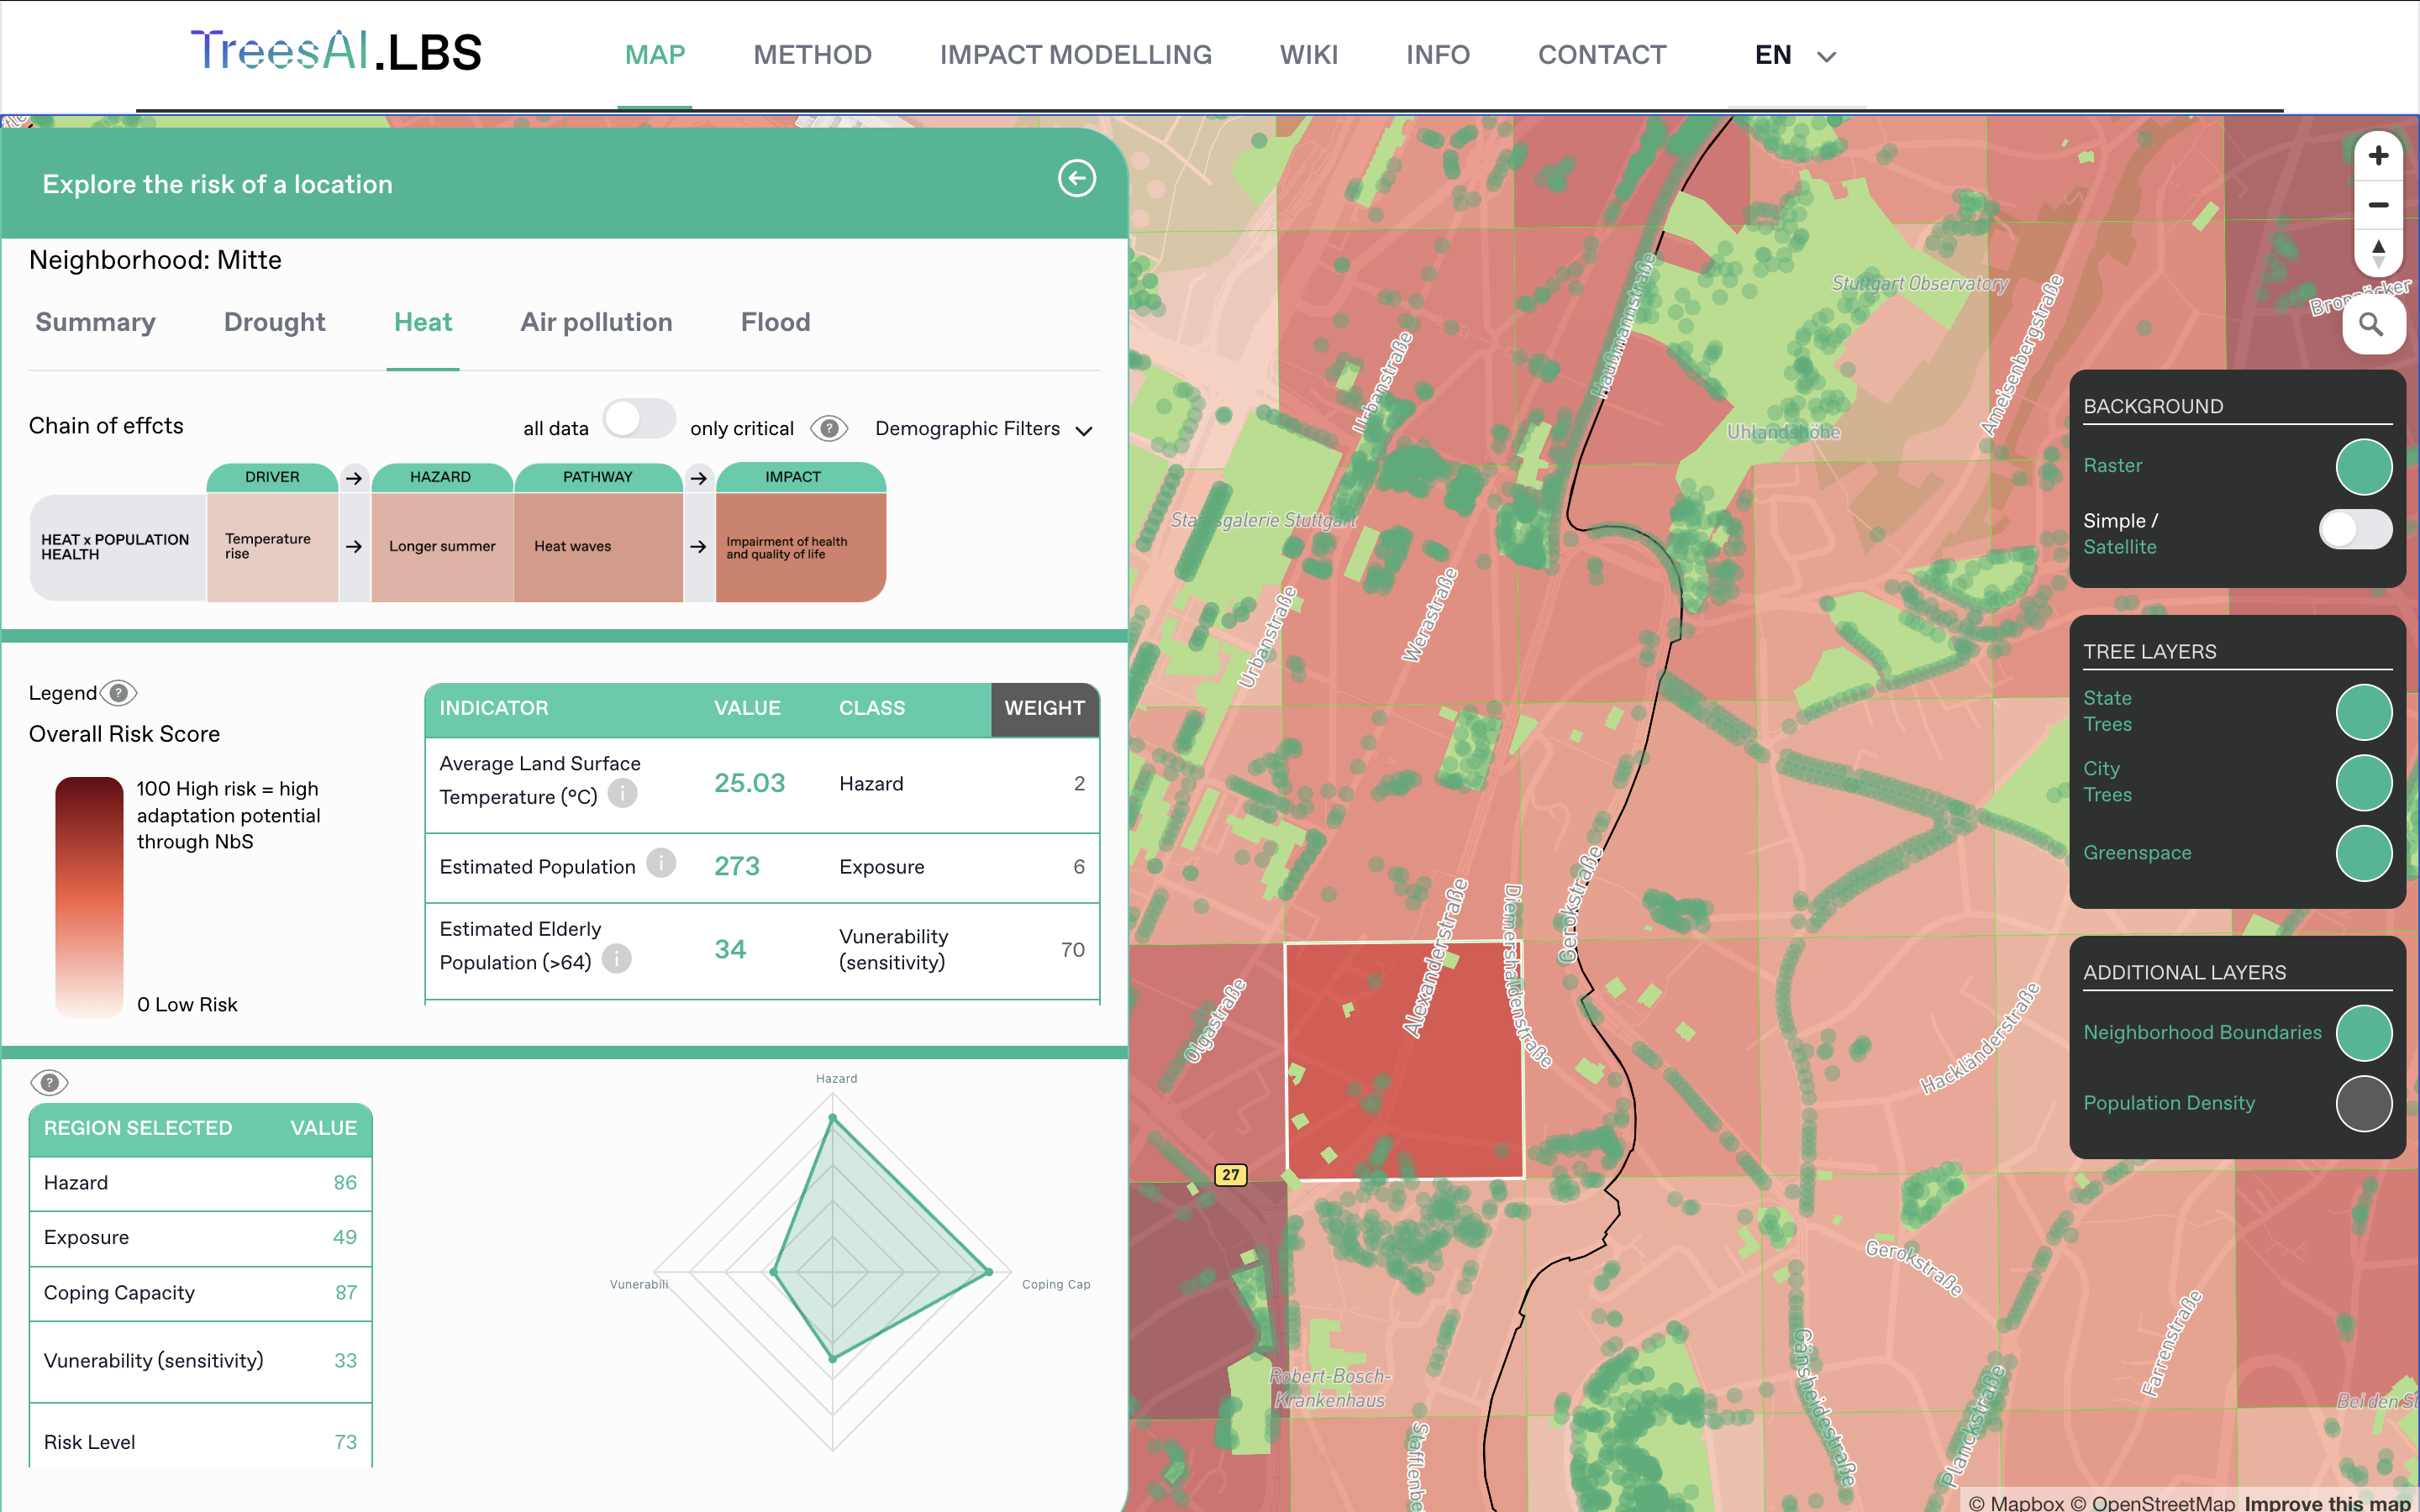 TreesAI.LBS
MAP
METHOD
IMPACT MODELLING
WIKI
INFO
CONTACT
EN
Explore the risk of a location
Neighborhood: Mitte
Summary
Drought
Heat
Air pollution
Flood
Chain of effcts
all data
only critical
?
Demographic Filters
DRIVER
→
HAZARD
PATHWAY
→
IMPACT
HEAT x POPULATION
HEALTH
Temperature
rise
→
Longer summer
Heat waves
→
Impairment of health
and quality of life
Legend
?
Overall Risk Score
100 High risk = high
adaptation potential
through NbS
0 Low Risk
INDICATOR VALUE CLASS WEIGHT
Average Land Surface
Temperature (°C) i
25.03
Hazard
2
Estimated Population i
273
Exposure
6
Estimated Elderly
Population (>64) i
34
Vunerability
(sensitivity)
70
?
REGION SELECTED VALUE
Hazard 86
Exposure 49
Coping Capacity 87
Vunerability (sensitivity) 33
Risk Level 73
Hazard
Vunerabili
Coping Cap
Stuttgart Observatory
Uhlandshöhe
Haußmannstraße
Ameisenbergstraße
Urbanstraße
Staatsgalerie Stuttgart
Urbanstraße
Werastraße
Gerokstraße
Diemershaldenstraße
Alexanderstraße
Olgastraße
Hackländerstraße
27
Gerokstraße
Gänsheidestraße
Farrenstraße
Planckstraße
Robert-Bosch-
Krankenhaus
Stafflenbe
Bei den St
Bronnäcker
+
−
BACKGROUND
Raster
Simple /
Satellite
TREE LAYERS
State
Trees
City
Trees
Greenspace
ADDITIONAL LAYERS
Neighborhood Boundaries
Population Density
© Mapbox © OpenStreetMap Improve this map